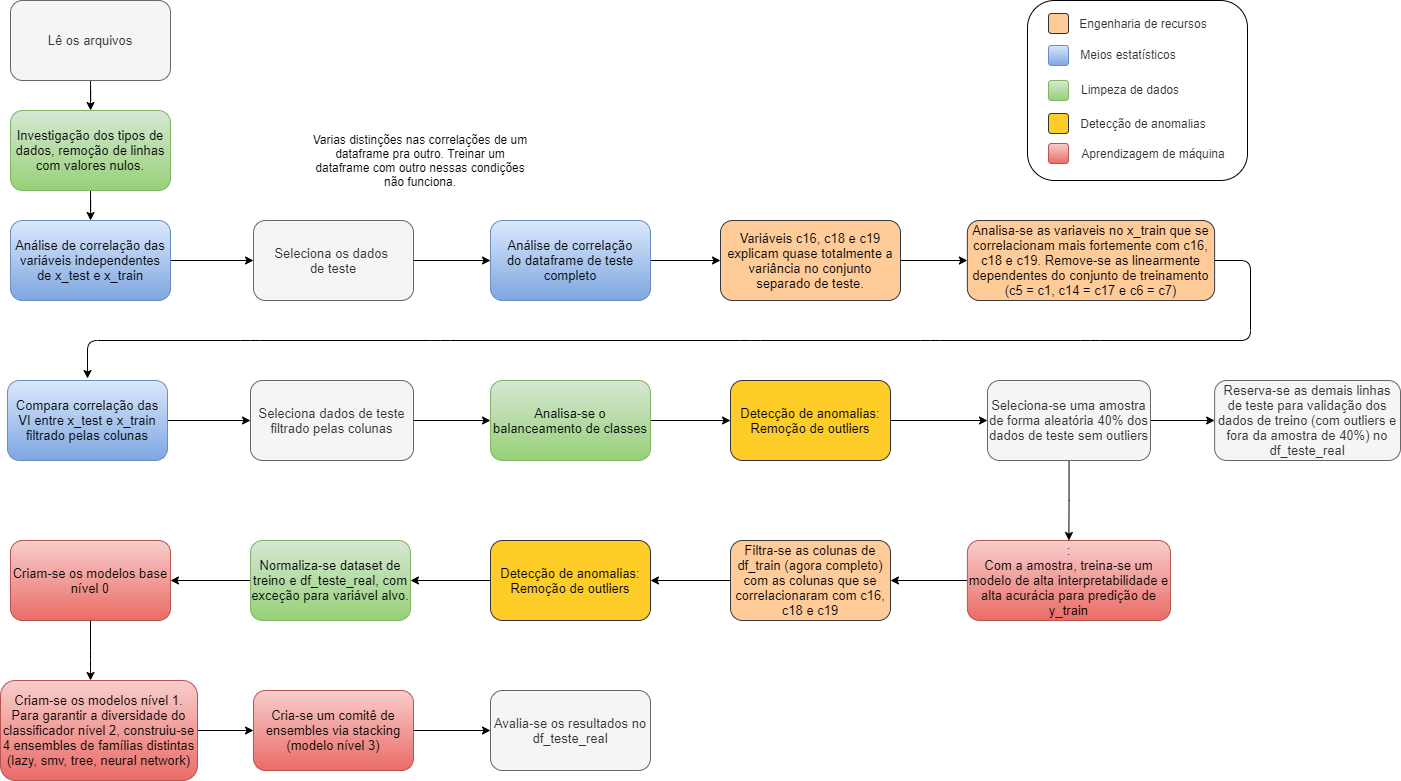 Lê os arquivos
Engenharia de recursos
Meios estatísticos
Limpeza de dados
Detecção de anomalias
Aprendizagem de máquina
Investigação dos tipos de
dados, remoção de linhas
com valores nulos.
Varias distinções nas correlações de um
dataframe pra outro. Treinar um
dataframe com outro nessas condições
não funciona.
Análise de correlação das
variáveis independentes
de x_test e x_train
Seleciona os dados
de teste
Análise de correlação
do dataframe de teste
completo
Variáveis c16, c18 e c19
explicam quase totalmente a
variância no conjunto
separado de teste.
Analisa-se as variaveis no x_train que se
correlacionam mais fortemente com c16,
c18 e c19. Remove-se as linearmente
dependentes do conjunto de treinamento
(c5 = c1, c14 = c17 e c6 = c7)
Compara correlação das
VI entre x_test e x_train
filtrado pelas colunas
Seleciona dados de teste
filtrado pelas colunas
Analisa-se o
balanceamento de classes
Detecção de anomalias:
Remoção de outliers
Seleciona-se uma amostra
de forma aleatória 40% dos
dados de teste sem outliers
Reserva-se as demais linhas
de teste para validação dos
dados de treino (com outliers e
fora da amostra de 40%) no
df_teste_real
:
Com a amostra, treina-se um
modelo de alta interpretabilidade e
alta acurácia para predição de
y_train
Filtra-se as colunas de
df_train (agora completo)
com as colunas que se
correlacionaram com c16,
c18 e c19
Detecção de anomalias:
Remoção de outliers
Normaliza-se dataset de
treino e df_teste_real, com
exceção para variável alvo.
Criam-se os modelos base
nível 0
Criam-se os modelos nível 1.
Para garantir a diversidade do
classificador nível 2, construiu-se
4 ensembles de famílias distintas
(lazy, smv, tree, neural network)
Cria-se um comitê de
ensembles via stacking
(modelo nível 3)
Avalia-se os resultados no
df_teste_real